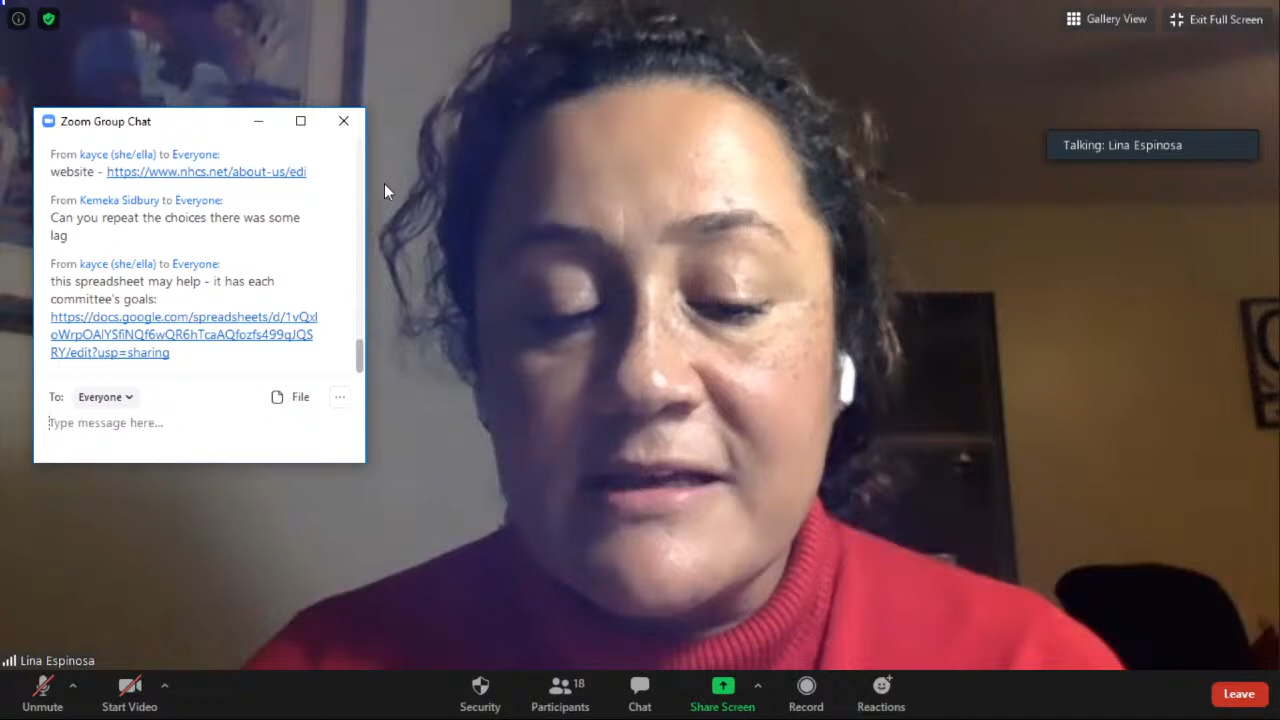 Gallery View
Exit Full Screen
Zoom Group Chat
Talking: Lina Espinosa
From kayce (she/ella) to Everyone:
website - https://www.nhcs.net/about-us/edi
From Kemeka Sidbury to Everyone:
Can you repeat the choices there was some
lag
From kayce (she/ella) to Everyone:
this spreadsheet may help - it has each
committee's goals:
https://docs.google.com/spreadsheets/d/1vQxl
oWrpOAlYSfiNQf6wQR6hTcaAQfozfs499qJQS
RY/edit?usp=sharing
To: Everyone
File
Type message here...
Lina Espinosa
Unmute
Start Video
Security
18
Participants
Chat
Share Screen
Record
Reactions
Leave